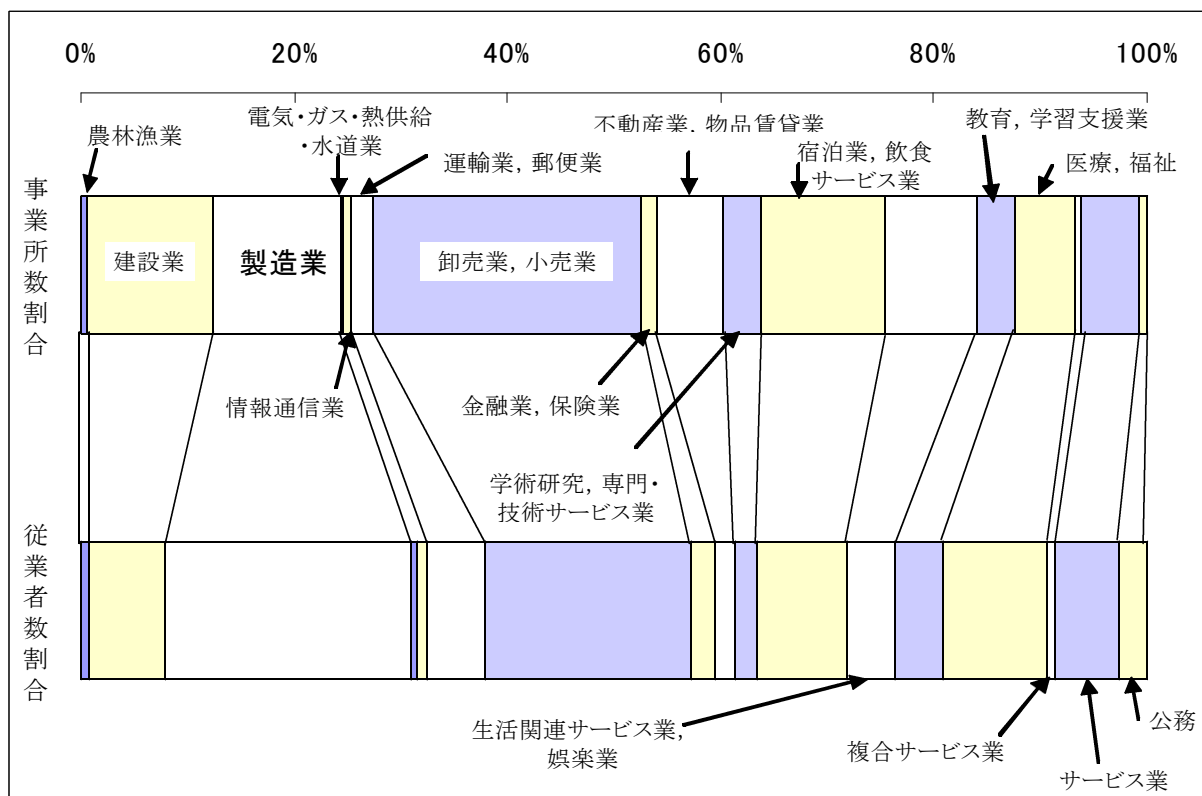 0% 20% 40% 60% 80% 100%
農林漁業
電気・ガス・熱供給
・水道業
運輸業, 郵便業
不動産業, 物品賃貸業
宿泊業, 飲食
サービス業
教育, 学習支援業
医療, 福祉
事業所数割合
建設業
製造業
卸売業, 小売業
情報通信業
金融業, 保険業
学術研究, 専門・
技術サービス業
従業者数割合
生活関連サービス業,
娯楽業
複合サービス業
サービス業
公務